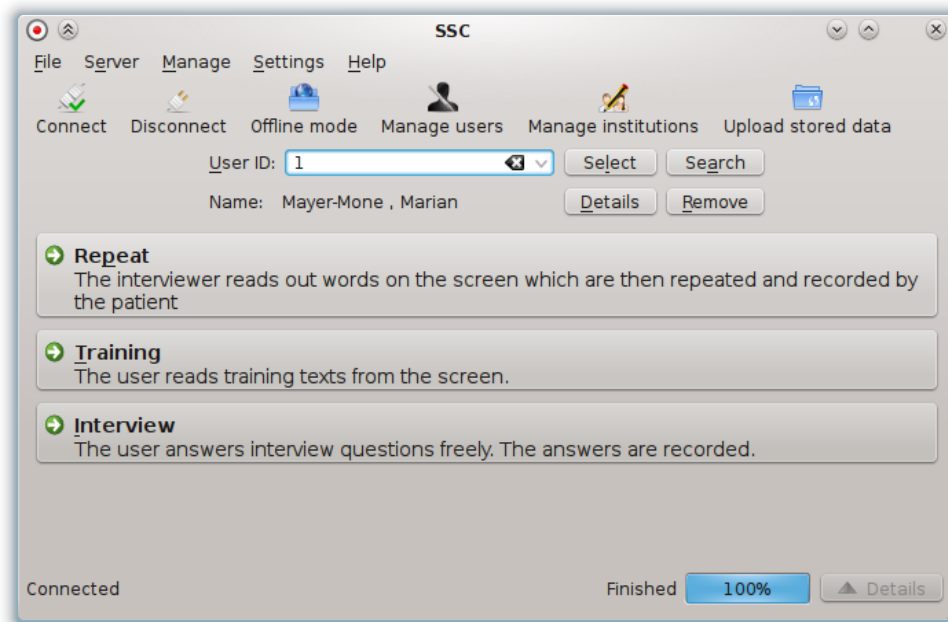 SSC
File Server Manage Settings Help
Connect Disconnect Offline mode Manage users Manage institutions Upload stored data
User ID: 1 Select Search
Name: Mayer-Mone , Marian Details Remove
Repeat
The interviewer reads out words on the screen which are then repeated and recorded by
the patient
Training
The user reads training texts from the screen.
Interview
The user answers interview questions freely. The answers are recorded.
Connected Finished 100% Details